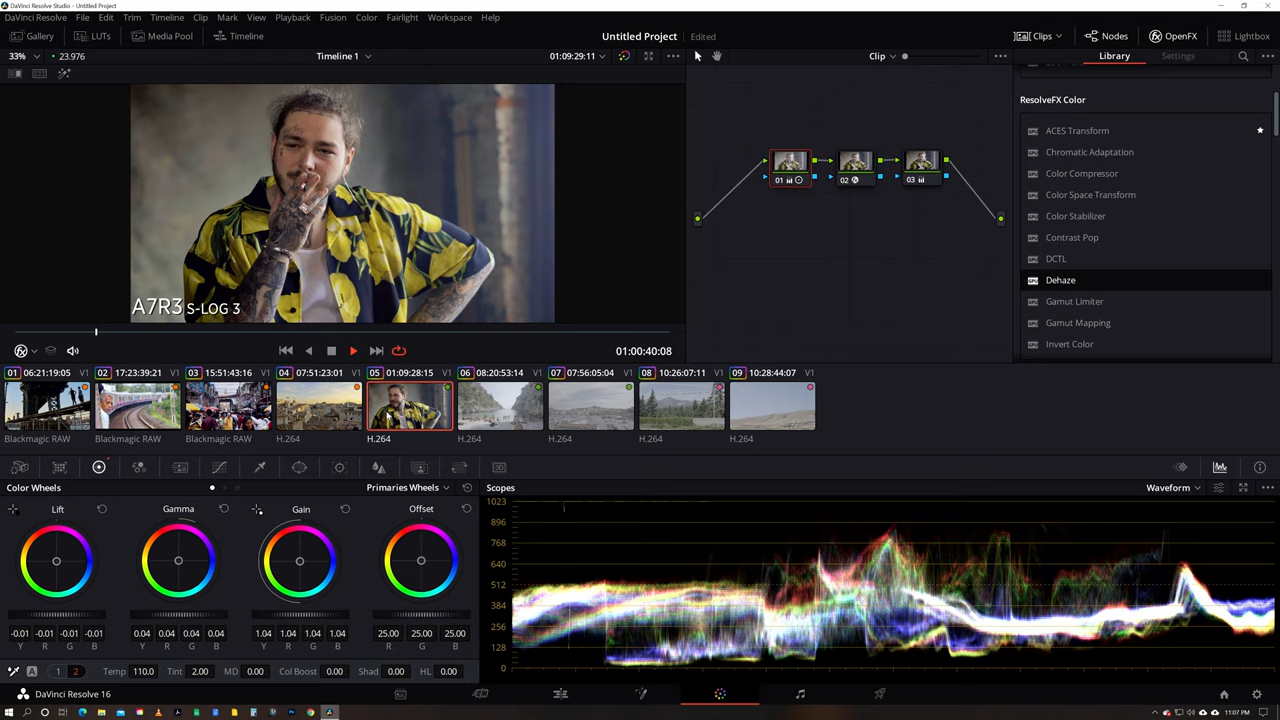 DaVinci Resolve Studio - Untitled Project
DaVinci Resolve File Edit Trim Timeline Clip Mark View Playback Fusion Color Fairlight Workspace Help
Gallery LUTs Media Pool Timeline Untitled Project Edited Clips Nodes OpenFX Lightbox
33% 23.976 Timeline 1 01:09:29:11 Clip Library Settings
ResolveFX Color
ACES Transform
Chromatic Adaptation
Color Compressor
Color Space Transform
Color Stabilizer
Contrast Pop
DCTL
Dehaze
Gamut Limiter
Gamut Mapping
Invert Color
01 02 03
A7R3 S-LOG 3
01:00:40:08
01 06:21:19:05 V1 02 17:23:39:21 V1 03 15:51:43:16 V1 04 07:51:23:01 V1 05 01:09:28:15 V1 06 08:20:53:14 V1 07 07:56:05:04 V1 08 10:26:07:11 V1 09 10:28:44:07 V1
Blackmagic RAW Blackmagic RAW Blackmagic RAW H.264 H.264 H.264 H.264 H.264 H.264
Color Wheels Primaries Wheels Scopes Waveform
Lift Gamma Gain Offset
-0.01 -0.01 -0.01 -0.01 0.04 0.04 0.04 0.04 1.04 1.04 1.04 1.04 25.00 25.00 25.00
Y R G B Y R G B Y R G B R G B
A 1 2 Temp 110.0 Tint 2.00 MD 0.00 Col Boost 0.00 Shad 0.00 HL 0.00
1023
896
768
640
512
384
256
128
0
DaVinci Resolve 16
11:07 PM